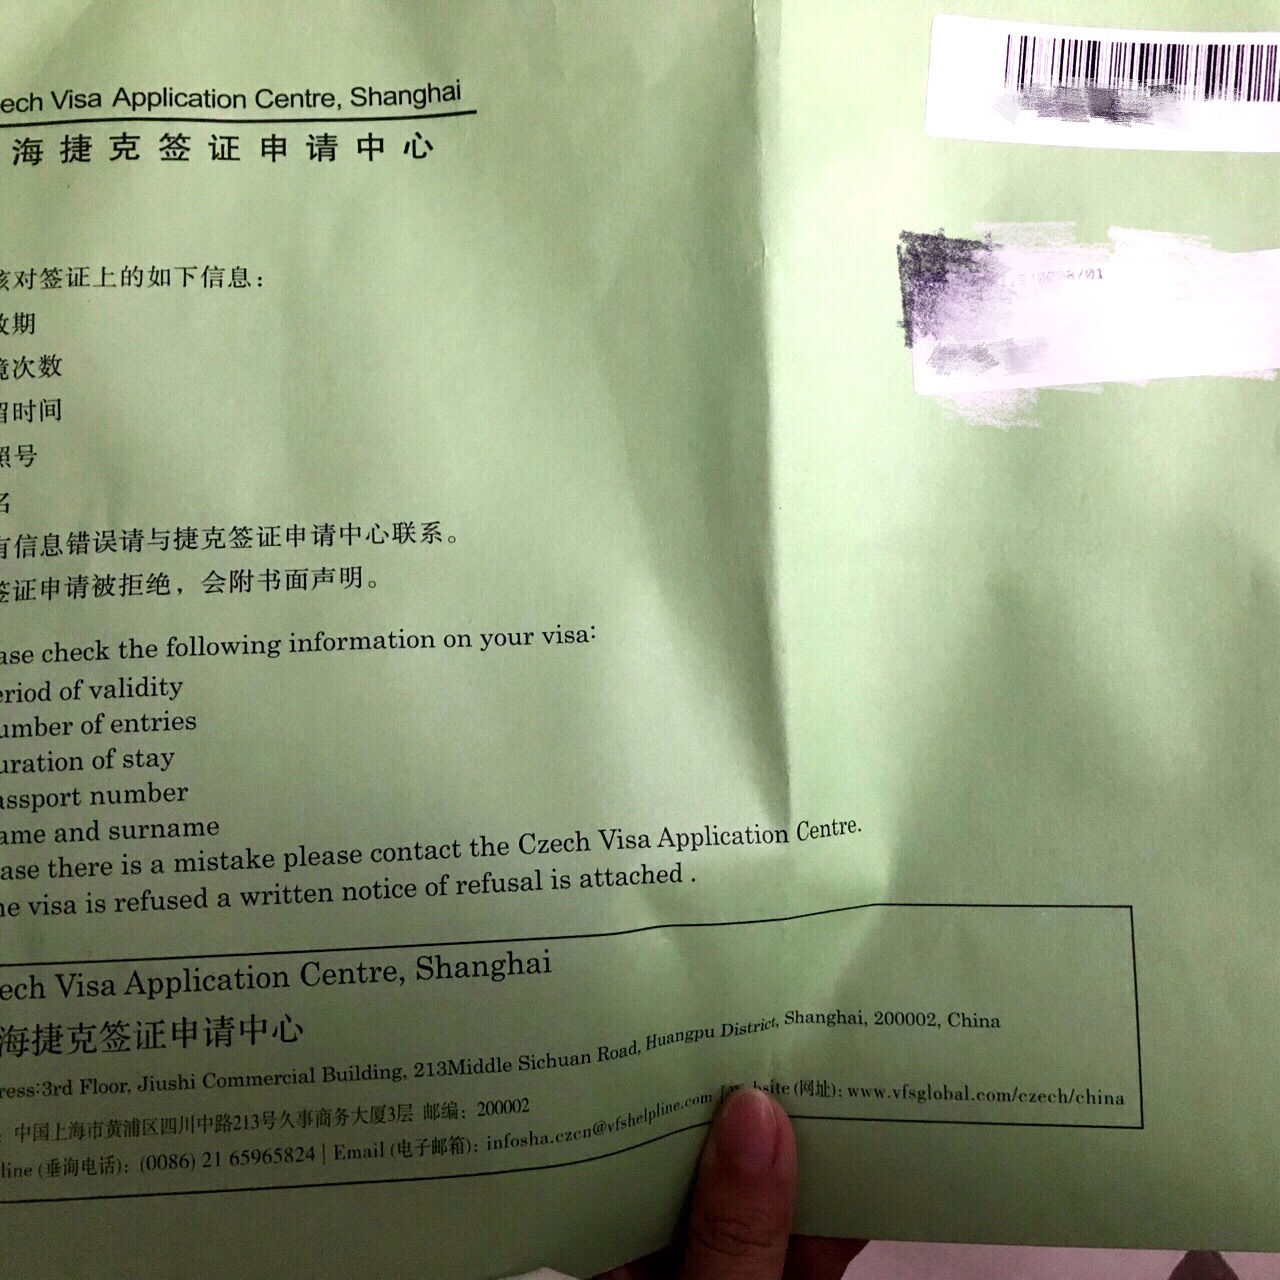 ech Visa Application Centre, Shanghai
海捷克签证申请中心
核对签证上的如下信息：
效期
境次数
留时间
照号
名
有信息错误请与捷克签证申请中心联系。
签证申请被拒绝，会附书面声明。
ase check the following information on your visa:
eriod of validity
umber of entries
uration of stay
assport number
ame and surname
ase there is a mistake please contact the Czech Visa Application Centre.
he visa is refused a written notice of refusal is attached .
ech Visa Application Centre, Shanghai
海捷克签证申请中心
ress:3rd Floor, Jiushi Commercial Building, 213Middle Sichuan Road, Huangpu District, Shanghai, 200002, China
：中国上海市黄浦区四川中路213号久事商务大厦3层 邮编：200002
line (垂询电话)：(0086) 21 65965824 | Email (电子邮箱)：infosha.czcn@vfshelpline.com | website (网址)：www.vfsglobal.com/czech/china